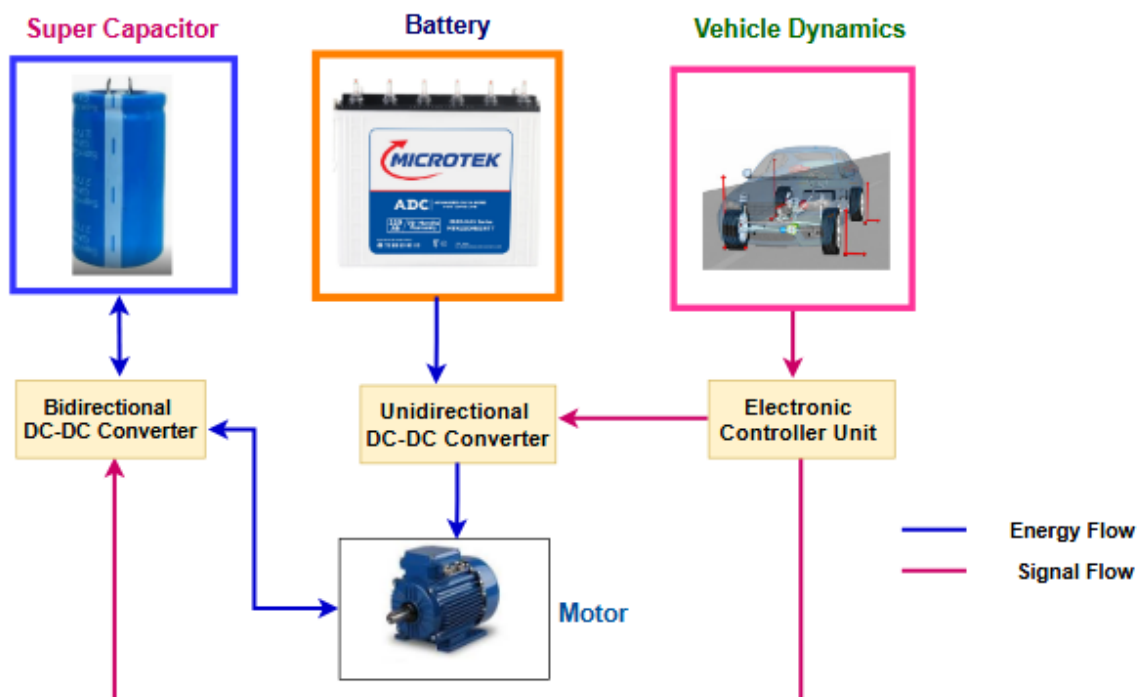 Super Capacitor
Battery
Vehicle Dynamics
MICROTEK
ADC
Bidirectional
DC-DC Converter
Unidirectional
DC-DC Converter
Electronic
Controller Unit
Energy Flow
Signal Flow
Motor